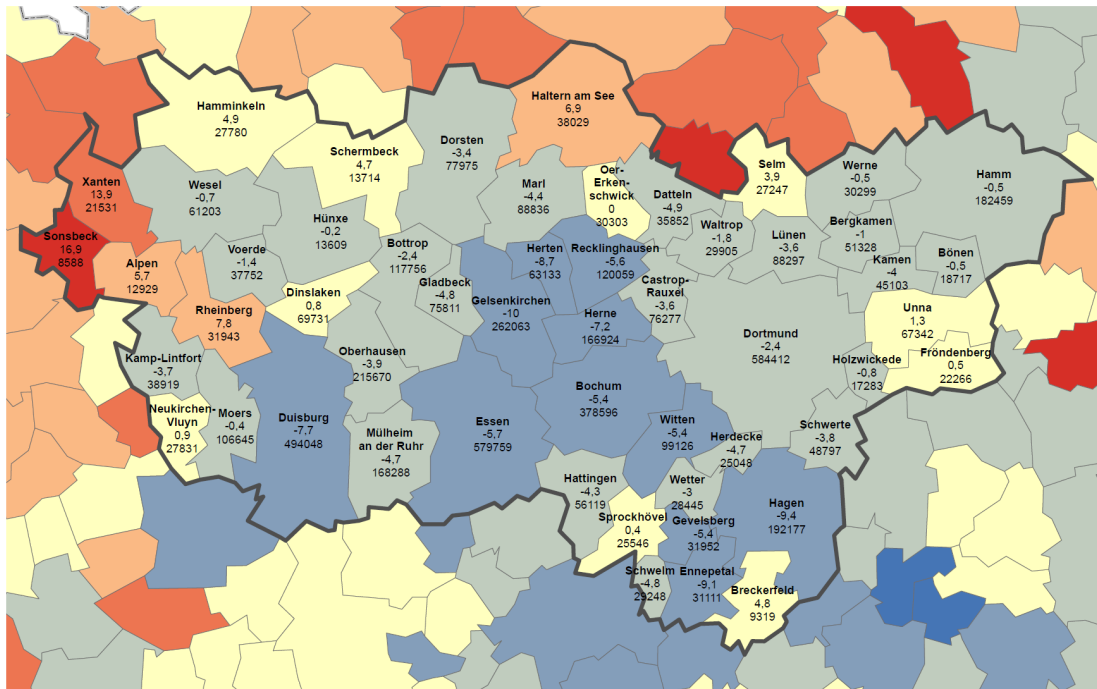 Hamminkeln
4,9
27780
Haltern am See
6,9
38029
Dorsten
-3,4
77975
Schermbeck
4,7
13714
Selm
3,9
27247
Werne
-0,5
30299
Hamm
-0,5
182459
Xanten
13,9
21531
Wesel
-0,7
61203
Marl
-4,4
88836
Oer-
Erken-
schwick
0
30303
Datteln
-4,9
35852
Hünxe
-0,2
13609
Waltrop
-1,8
29905
Lünen
-3,6
88297
Bergkamen
-1
51328
Sonsbeck
16,9
8588
Alpen
5,7
12929
Voerde
-1,4
37752
Bottrop
-2,4
117756
Herten
-8,7
63133
Recklinghausen
-5,6
120059
Kamen
-4
45103
Bönen
-0,5
18717
Gladbeck
-4,8
75811
Castrop-
Rauxel
-3,6
76277
Dinslaken
0,8
69731
Gelsenkirchen
-10
262063
Rheinberg
7,8
31943
Herne
-7,2
166924
Unna
1,3
67342
Dortmund
-2,4
584412
Kamp-Lintfort
-3,7
38919
Oberhausen
-3,9
215670
Holzwickede
-0,8
17283
Fröndenberg
0,5
22266
Bochum
-5,4
378596
Neukirchen-
Vluyn
0,9
27831
Moers
-0,4
106645
Duisburg
-7,7
494048
Mülheim
an der Ruhr
-4,7
168288
Essen
-5,7
579759
Witten
-5,4
99126
Herdecke
-4,7
25048
Schwerte
-3,8
48797
Hattingen
-4,3
56119
Wetter
-3
28445
Hagen
-9,4
192177
Sprockhövel
0,4
25546
Gevelsberg
-5,4
31952
Schwelm
-4,8
29248
Ennepetal
-9,1
31111
Breckerfeld
4,8
9319